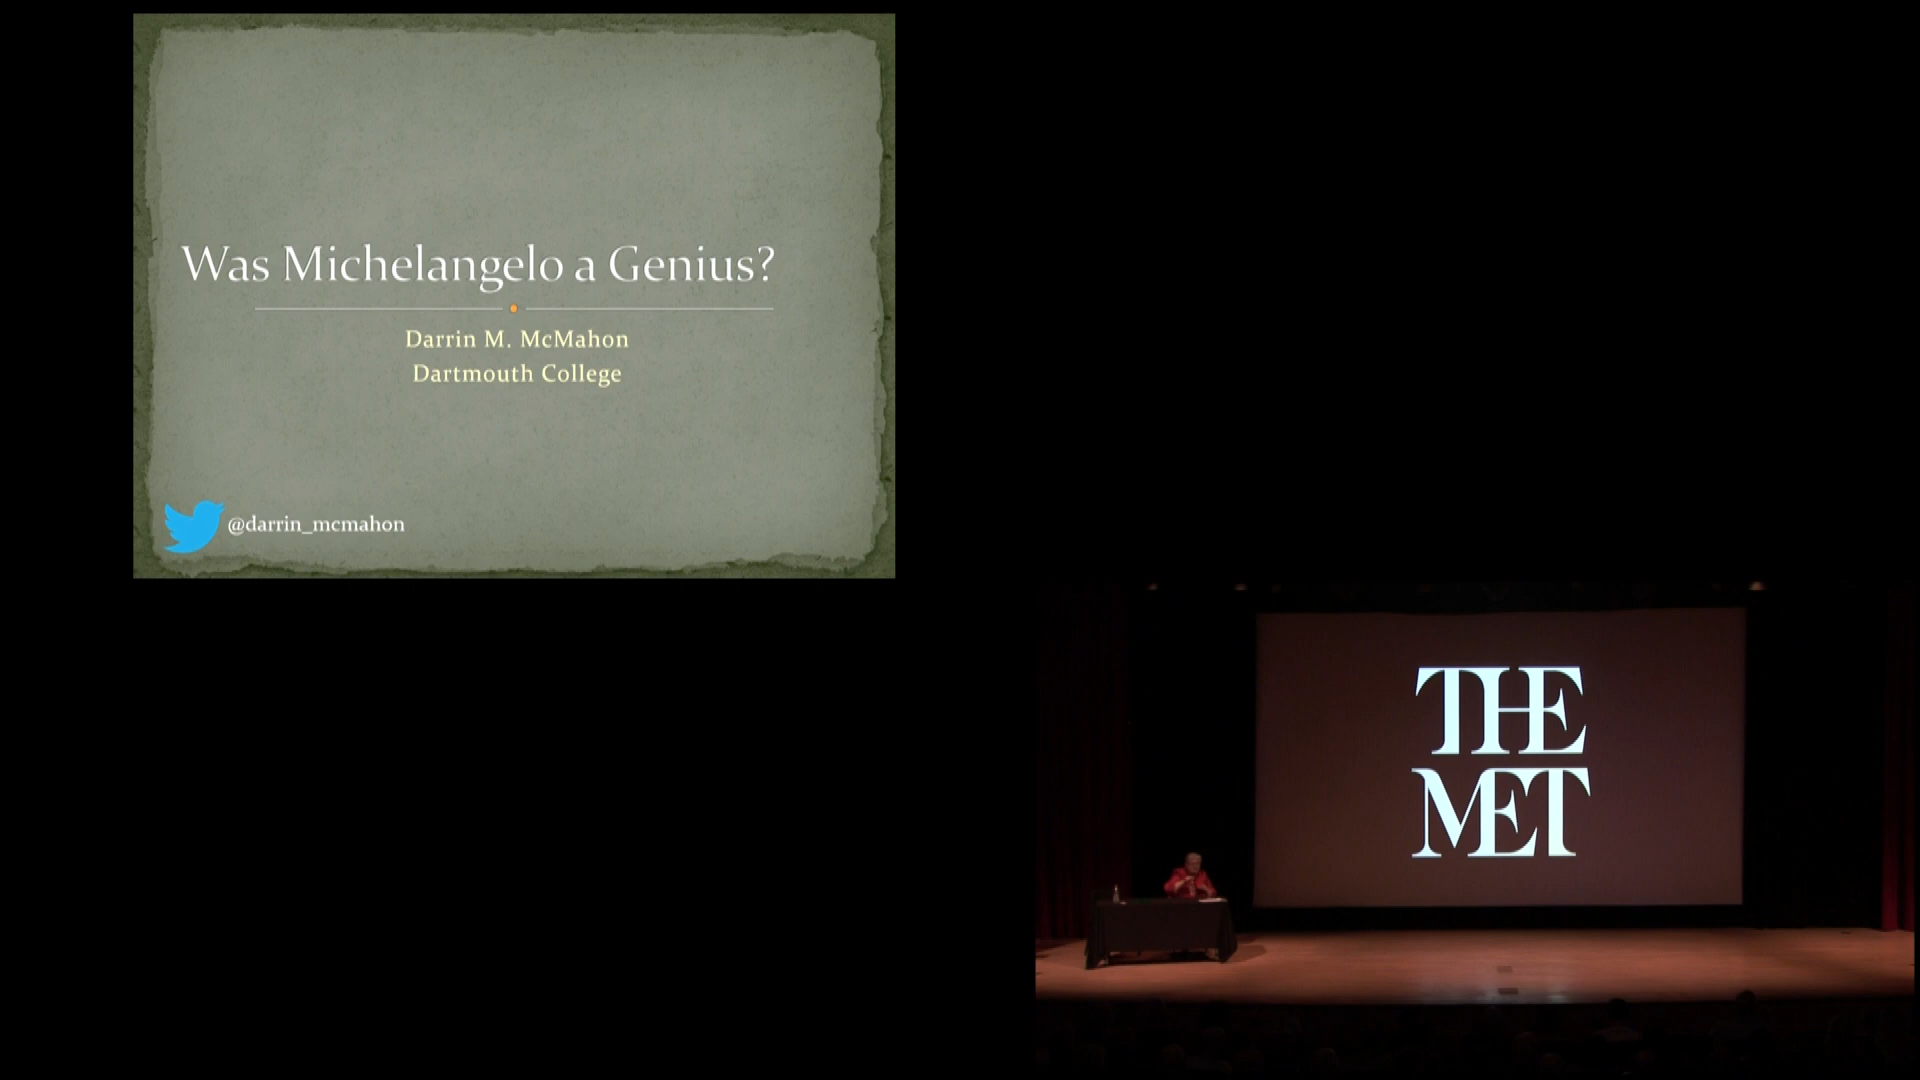 Was Michelangelo a Genius?
Darrin M. McMahon
Dartmouth College
@darrin_mcmahon
THE
MET